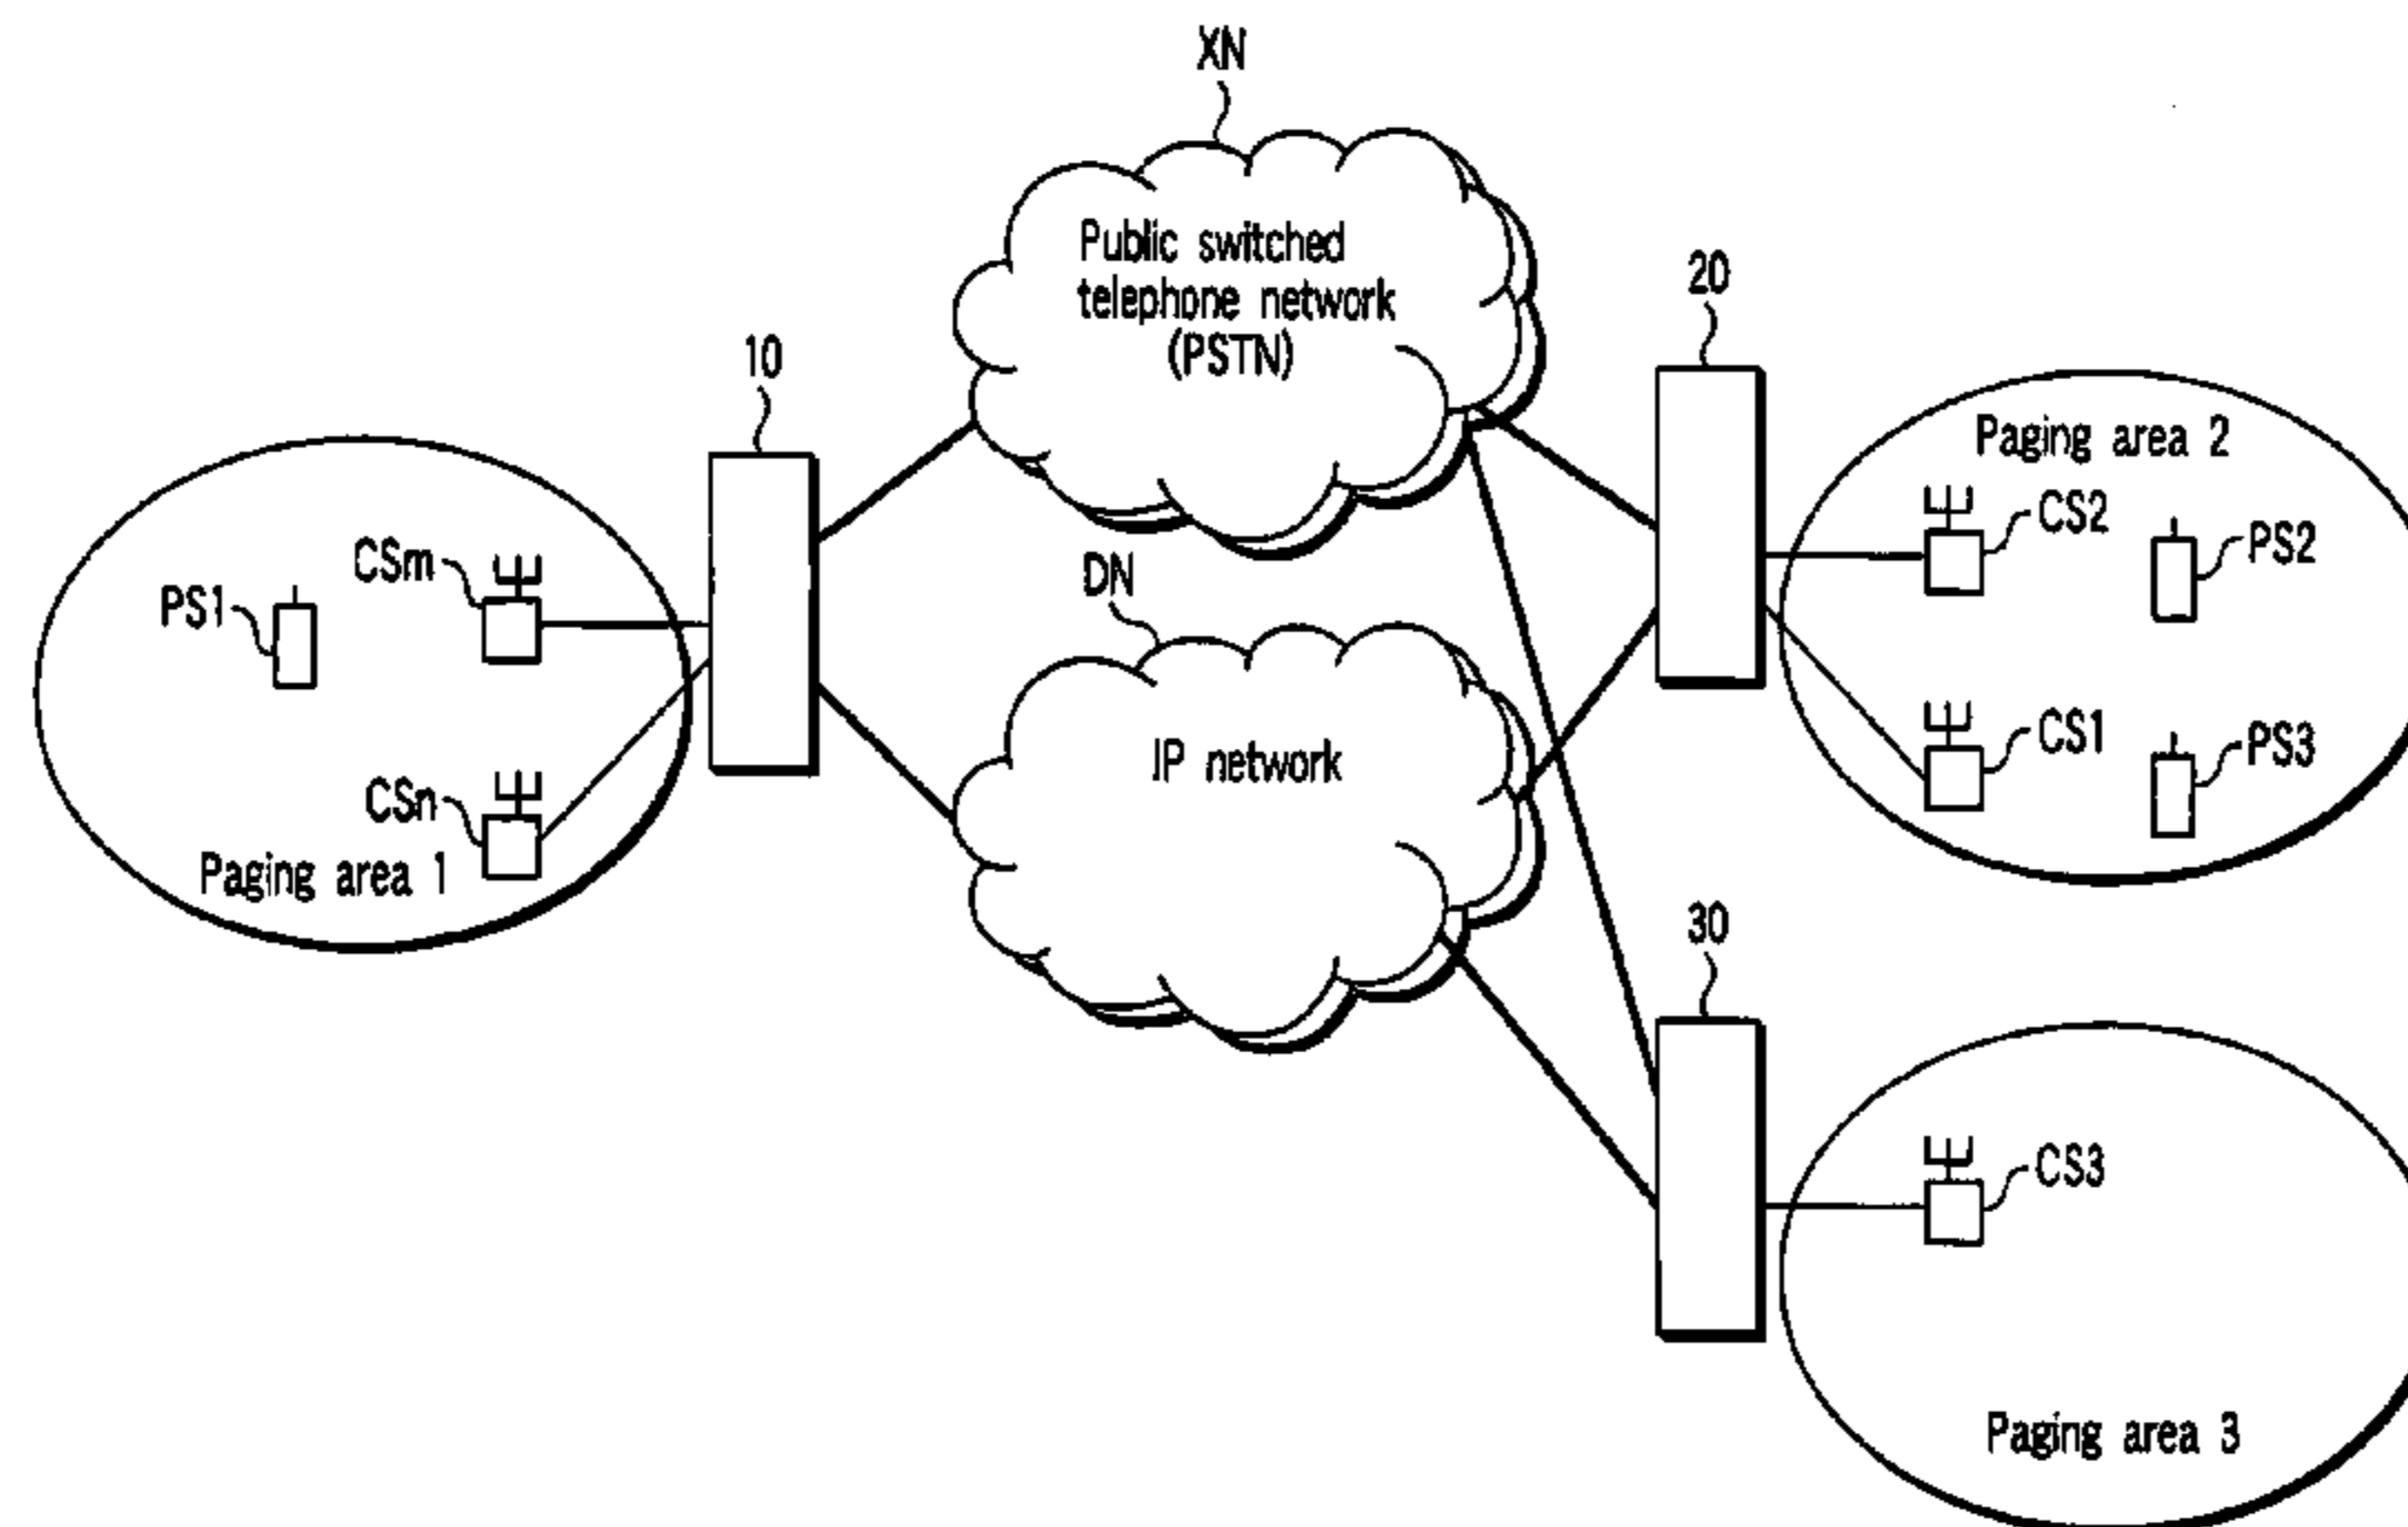 XN
Public switched
telephone network
(PSTN)
10
20
Paging area 2
CS2
PS2
CSm
PS1
DN
IP network
CS1
PS3
CSn
Paging area 1
30
CS3
Paging area 3